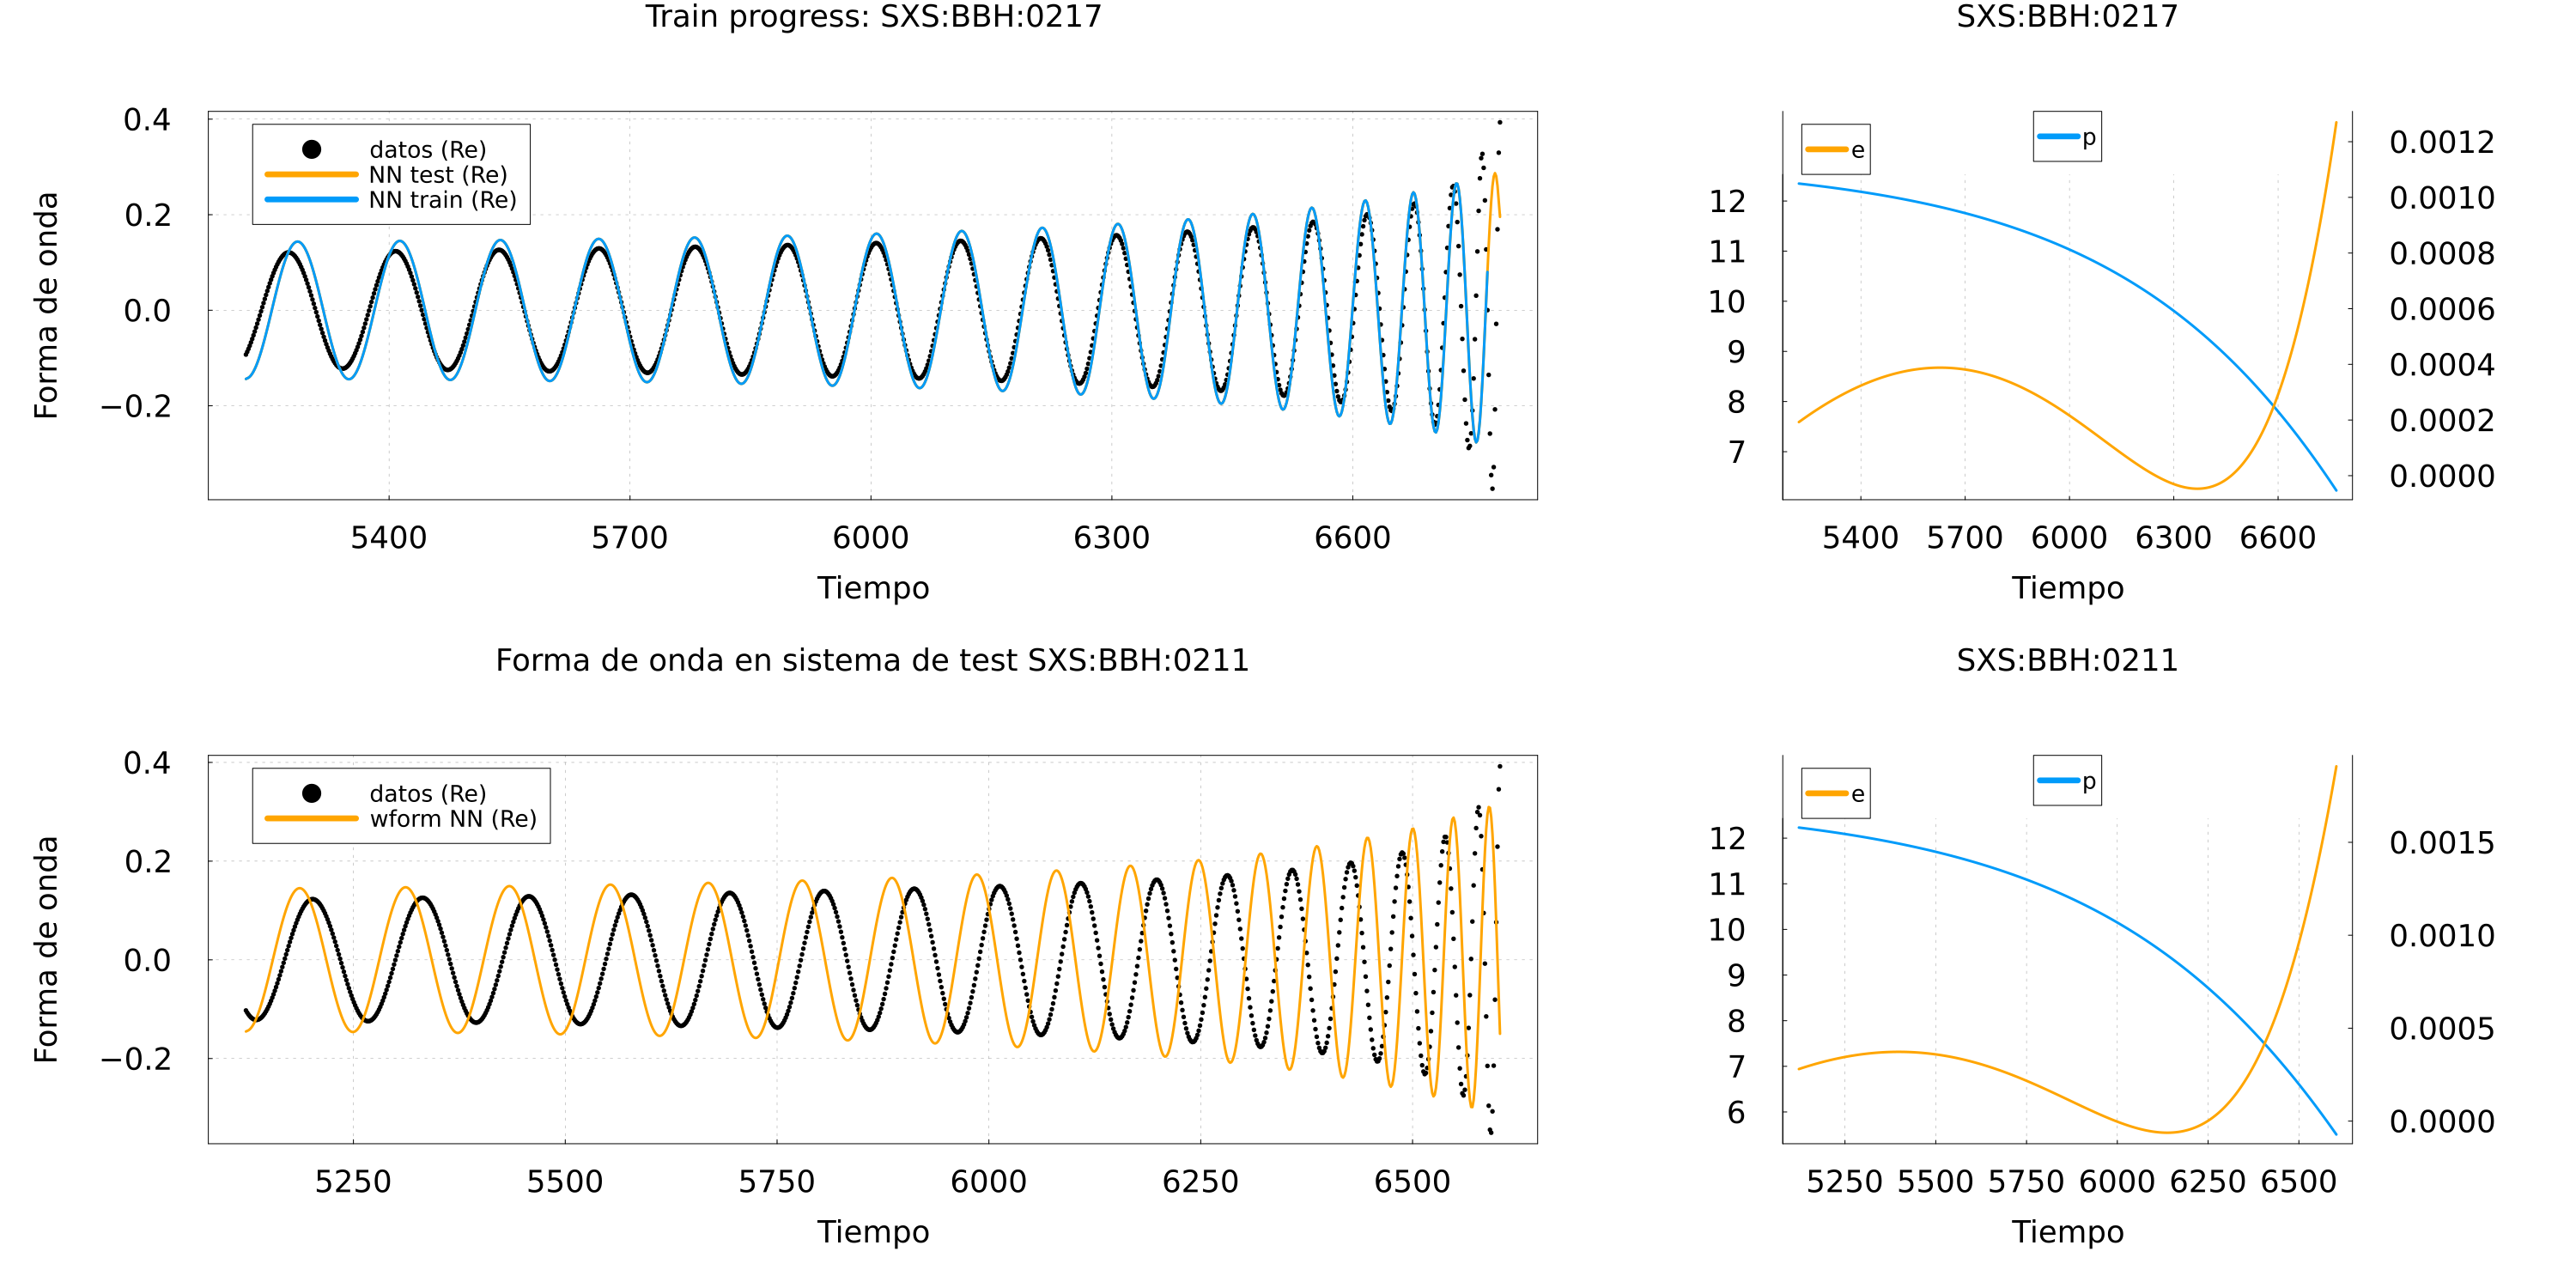 Train progress: SXS:BBH:0217
Forma de onda
0.4
0.2
0.0
−0.2
datos (Re)
NN test (Re)
NN train (Re)
5400 5700 6000 6300 6600
Tiempo
SXS:BBH:0217
e
p
12
11
10
9
8
7
0.0012
0.0010
0.0008
0.0006
0.0004
0.0002
0.0000
5400 5700 6000 6300 6600
Tiempo
Forma de onda en sistema de test SXS:BBH:0211
Forma de onda
0.4
0.2
0.0
−0.2
datos (Re)
wform NN (Re)
5250 5500 5750 6000 6250 6500
Tiempo
SXS:BBH:0211
e
p
12
11
10
9
8
7
6
0.0015
0.0010
0.0005
0.0000
5250 5500 5750 6000 6250 6500
Tiempo